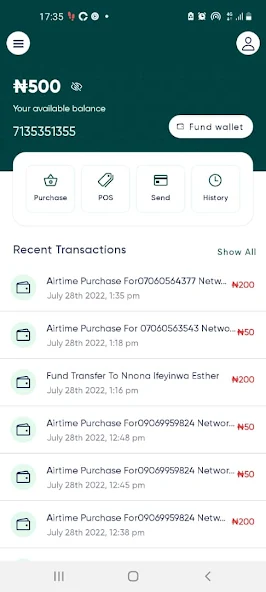 17:35
₦500
Your available balance
7135351355
Fund wallet
Purchase
POS
Send
History
Recent Transactions
Show All
Airtime Purchase For07060564377 Netw...
₦200
July 28th 2022, 1:35 pm
Airtime Purchase For 07060563543 Netwo...
₦50
July 28th 2022, 1:18 pm
Fund Transfer To Nnona Ifeyinwo Esther
₦200
July 28th 2022, 1:16 pm
Airtime Purchase For09069959824 Networ...
₦50
July 28th 2022, 12:48 pm
Airtime Purchase For09069959824 Networ...
₦50
July 28th 2022, 12:45 pm
Airtime Purchase For09069959824 Networ...
₦200
July 28th 2022, 12:38 pm